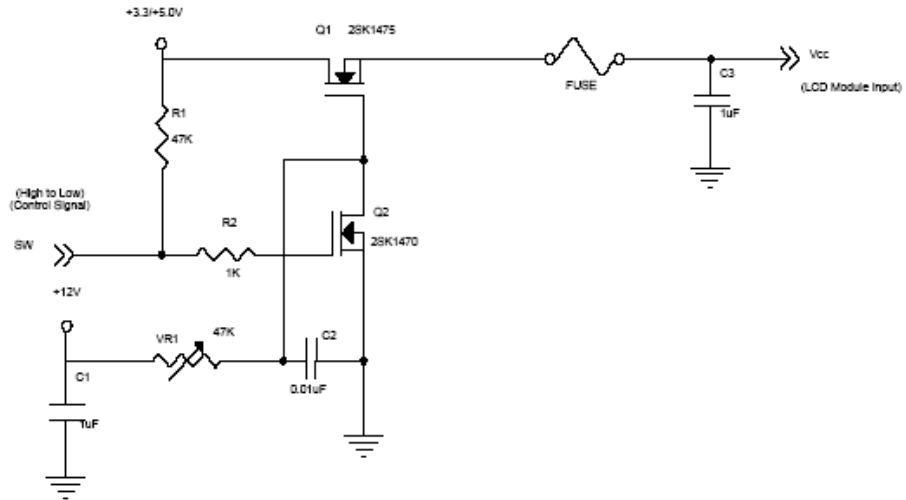 +3.3/+5.0V
Q1 2SK1475
Vcc
FUSE
C3
(LCD Module Input)
1uF
R1
47K
(High to Low)
(Control Signal)
R2
Q2
2SK1470
SW
1K
+12V
VR1
47K
C2
C1
0.01uF
1uF